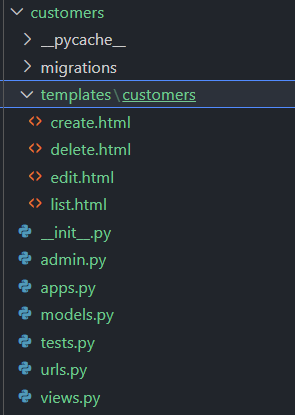 customers
__pycache__
migrations
templates\customers
create.html
delete.html
edit.html
list.html
__init__.py
admin.py
apps.py
models.py
tests.py
urls.py
views.py